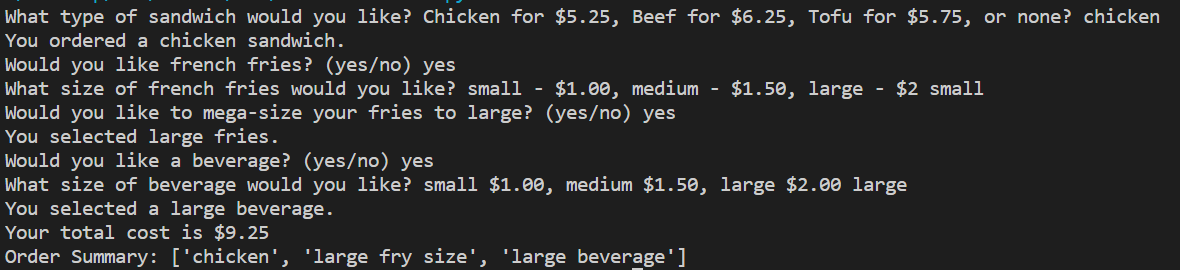 What type of sandwich would you like? Chicken for $5.25, Beef for $6.25, Tofu for $5.75, or none? chicken
You ordered a chicken sandwich.
Would you like french fries? (yes/no) yes
What size of french fries would you like? small - $1.00, medium - $1.50, large - $2 small
Would you like to mega-size your fries to large? (yes/no) yes
You selected large fries.
Would you like a beverage? (yes/no) yes
What size of beverage would you like? small $1.00, medium $1.50, large $2.00 large
You selected a large beverage.
Your total cost is $9.25
Order Summary: ['chicken', 'large fry size', 'large beverage']